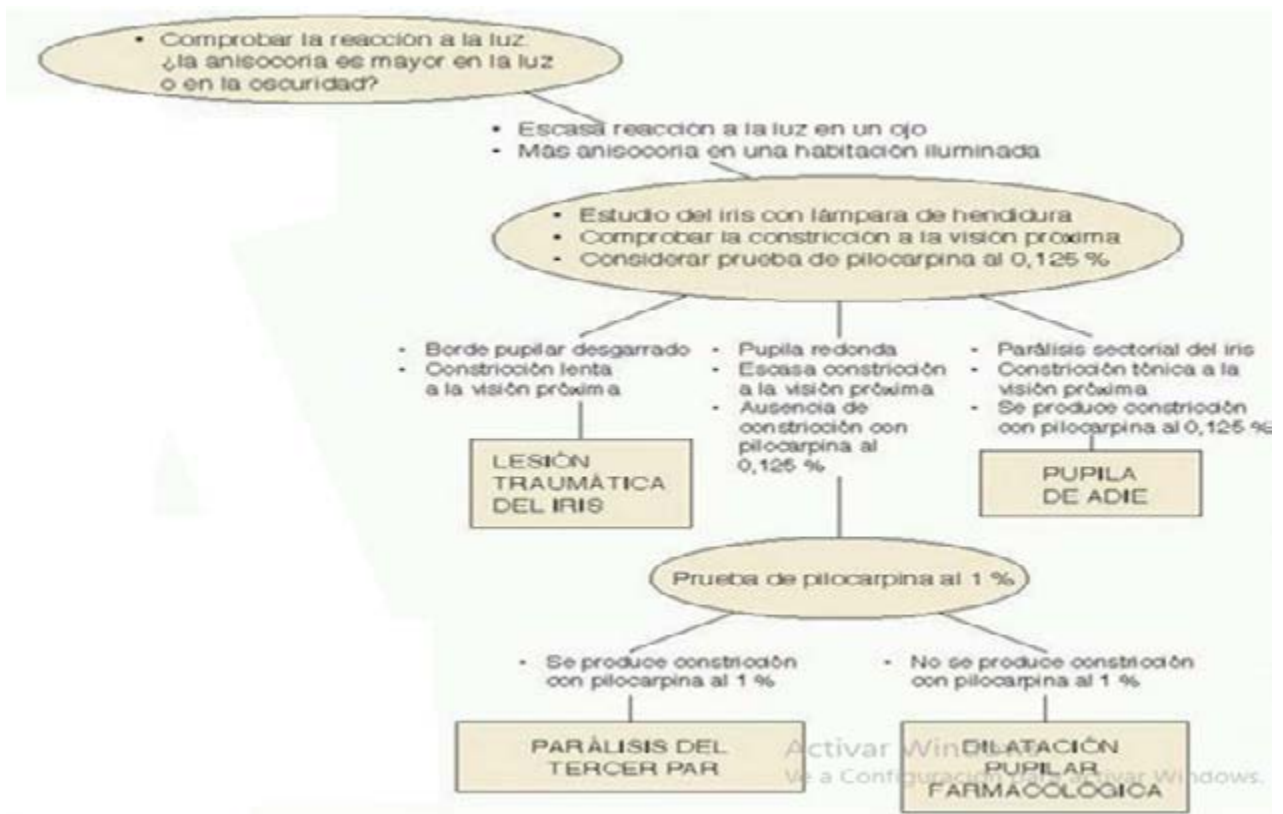 • Comprobar la reacción a la luz:
¿la anisocoria es mayor en la luz
o en la oscuridad?
• Escasa reacción a la luz en un ojo
• Más anisocoria en una habitación iluminada
• Estudio del iris con lámpara de hendidura
• Comprobar la constricción a la visión próxima
• Considerar prueba de pilocarpina al 0,125 %
• Borde pupilar desgarrado
• Constricción lenta
a la visión próxima
LESIÓN
TRAUMÁTICA
DEL IRIS
• Pupila redonda
• Escasa constricción
a la visión próxima
• Ausencia de
constricción con
pilocarpina al
0,125 %
• Parálisis sectorial del iris
• Constricción tónica a la
visión próxima
• Se produce constricción
con pilocarpina al 0,125 %
PUPILA
DE ADIE
Prueba de pilocarpina al 1 %
• Se produce constricción
con pilocarpina al 1 %
PARÁLISIS DEL
TERCER PAR
• No se produce constricción
con pilocarpina al 1 %
DILATACIÓN
PUPILAR
FARMACOLÓGICA
Activar Windows
Ve a Configuración para activar Windows.